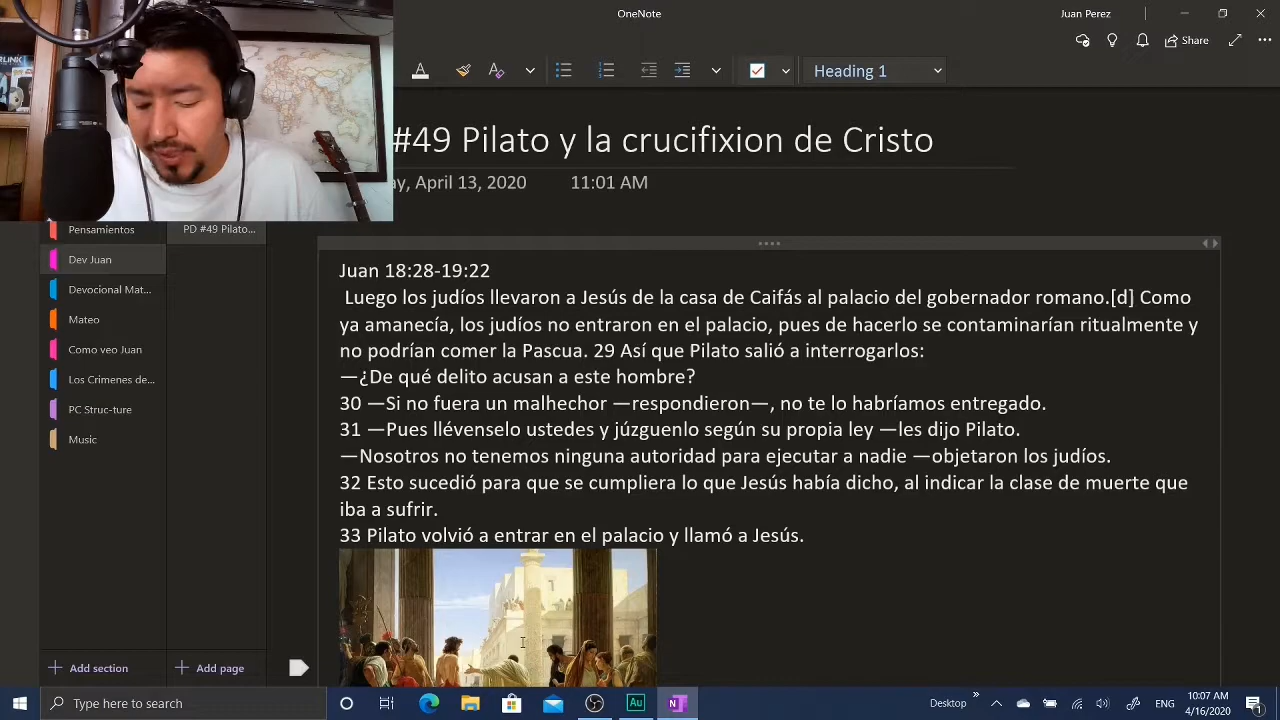 OneNote
Juan Perez
Share
A
Heading 1
#49 Pilato y la crucifixion de Cristo
ay, April 13, 2020 11:01 AM
Pensamientos
PD #49 Pilato...
Dev Juan
Devocional Mat...
Mateo
Como veo Juan
Los Crimenes de...
PC Struc-ture
Music
Juan 18:28-19:22
Luego los judíos llevaron a Jesús de la casa de Caifás al palacio del gobernador romano.[d] Como
ya amanecía, los judíos no entraron en el palacio, pues de hacerlo se contaminarían ritualmente y
no podrían comer la Pascua. 29 Así que Pilato salió a interrogarlos:
—¿De qué delito acusan a este hombre?
30 —Si no fuera un malhechor —respondieron—, no te lo habríamos entregado.
31 —Pues llévenselo ustedes y júzguenlo según su propia ley —les dijo Pilato.
—Nosotros no tenemos ninguna autoridad para ejecutar a nadie —objetaron los judíos.
32 Esto sucedió para que se cumpliera lo que Jesús había dicho, al indicar la clase de muerte que
iba a sufrir.
33 Pilato volvió a entrar en el palacio y llamó a Jesús.
Add section
Add page
Type here to search
Au
N
Desktop
ENG
10:07 AM
4/16/2020